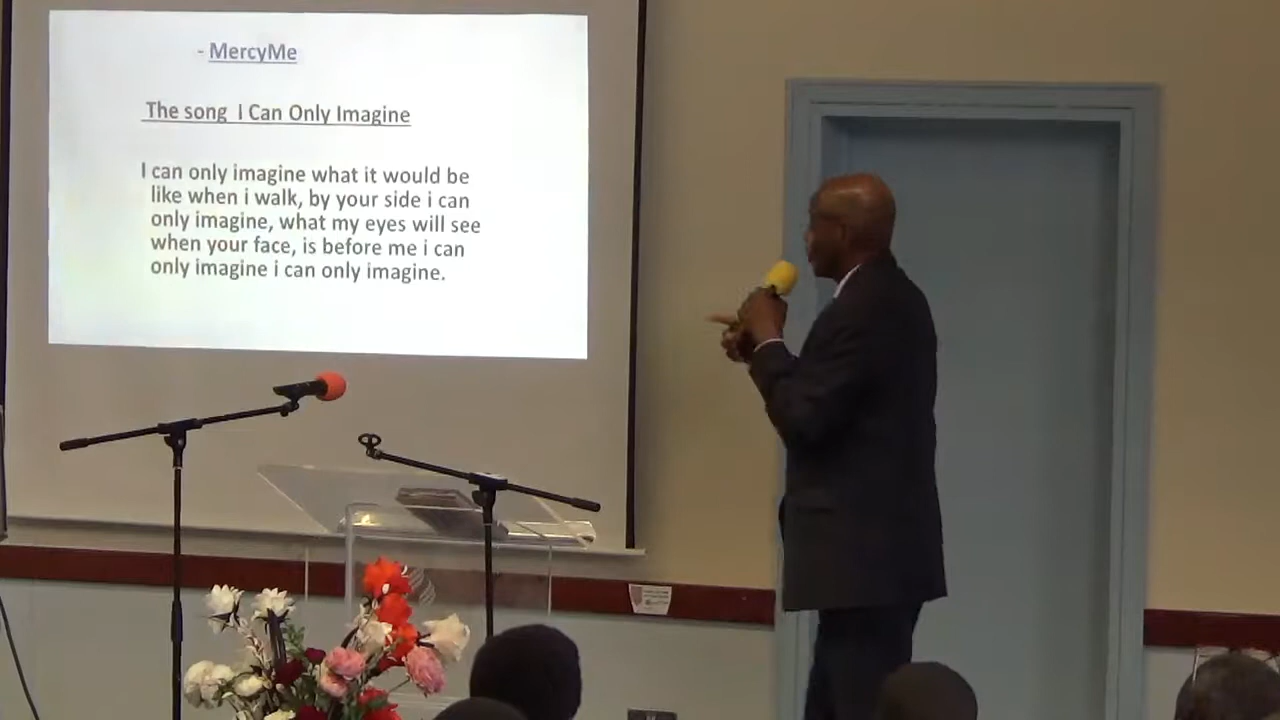 - MercyMe
The song I Can Only Imagine
I can only imagine what it would be
like when i walk, by your side i can
only imagine, what my eyes will see
when your face, is before me i can
only imagine i can only imagine.